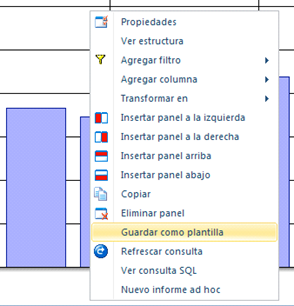 Propiedades
Ver estructura
Agregar filtro
Agregar columna
Transformar en
Insertar panel a la izquierda
Insertar panel a la derecha
Insertar panel arriba
Insertar panel abajo
Copiar
Eliminar panel
Guardar como plantilla
Refrescar consulta
Ver consulta SQL
Nuevo informe ad hoc